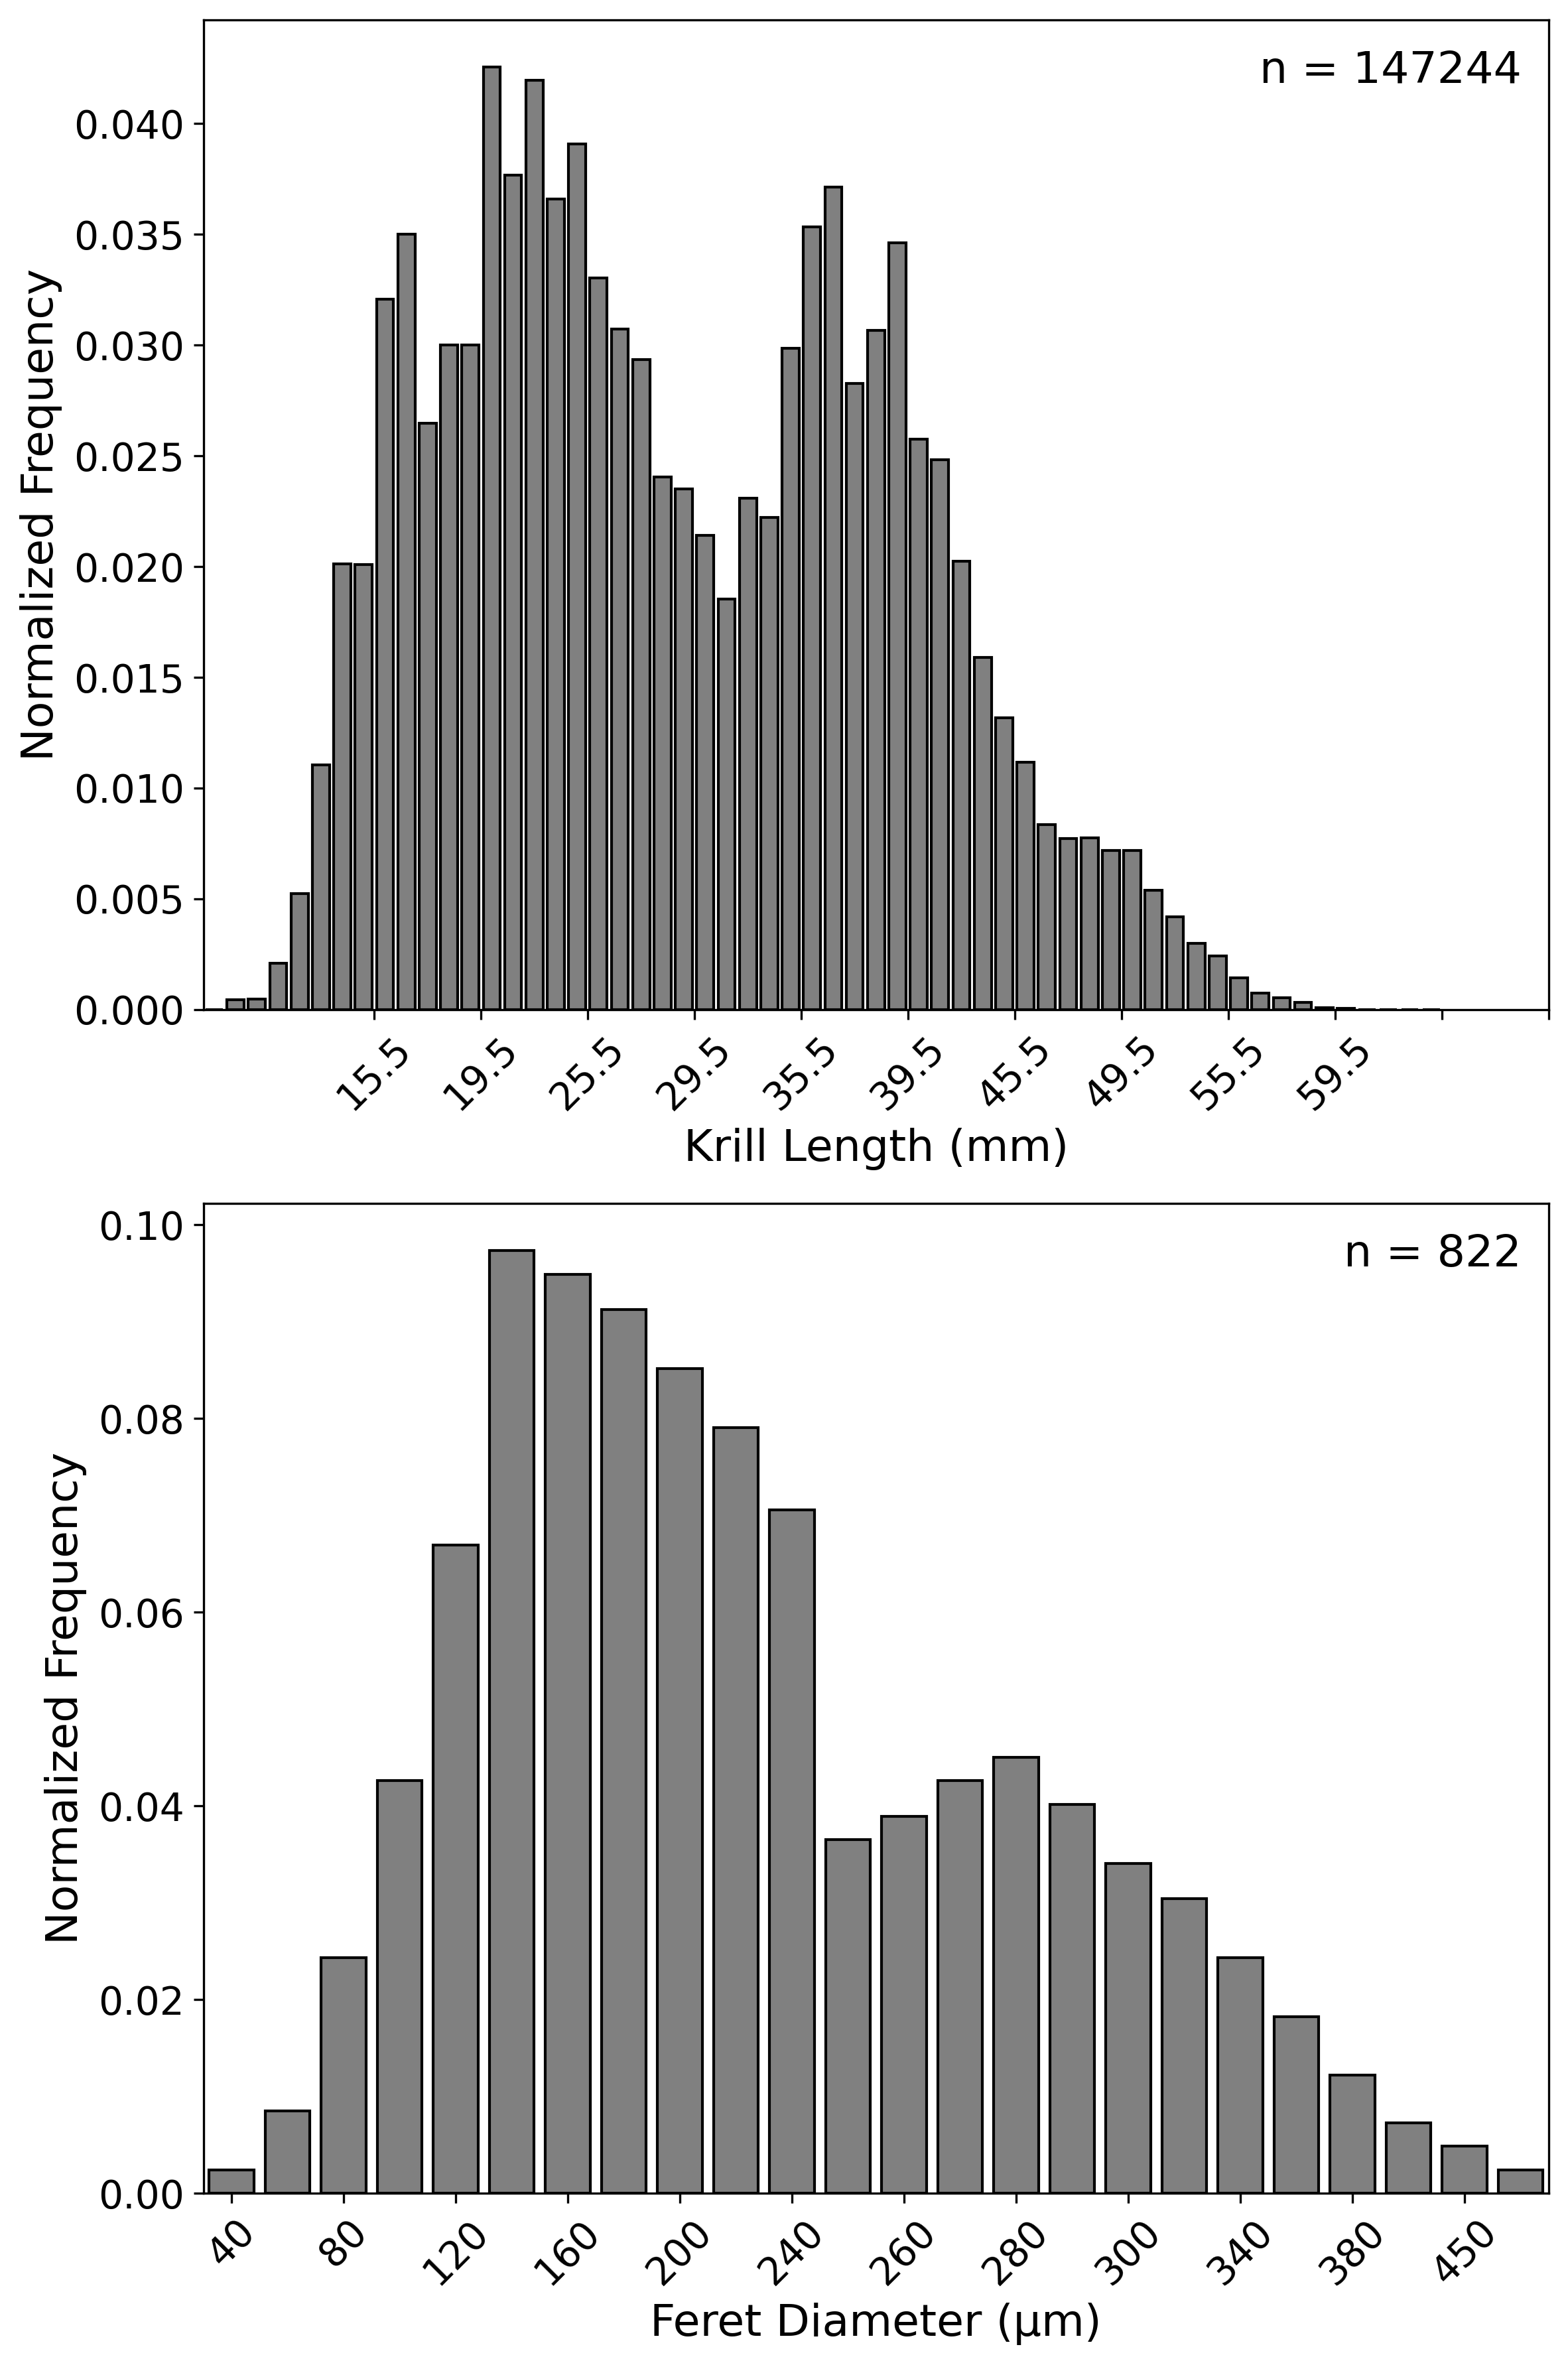 n = 147244
0.040
0.035
0.030
0.025
0.020
0.015
0.010
0.005
0.000
Normalized Frequency
15.5 19.5 25.5 29.5 35.5 39.5 45.5 49.5 55.5 59.5
Krill Length (mm)
n = 822
0.10
0.08
0.06
0.04
0.02
0.00
Normalized Frequency
40 80 120 160 200 240 260 280 300 340 380 450
Feret Diameter (µm)